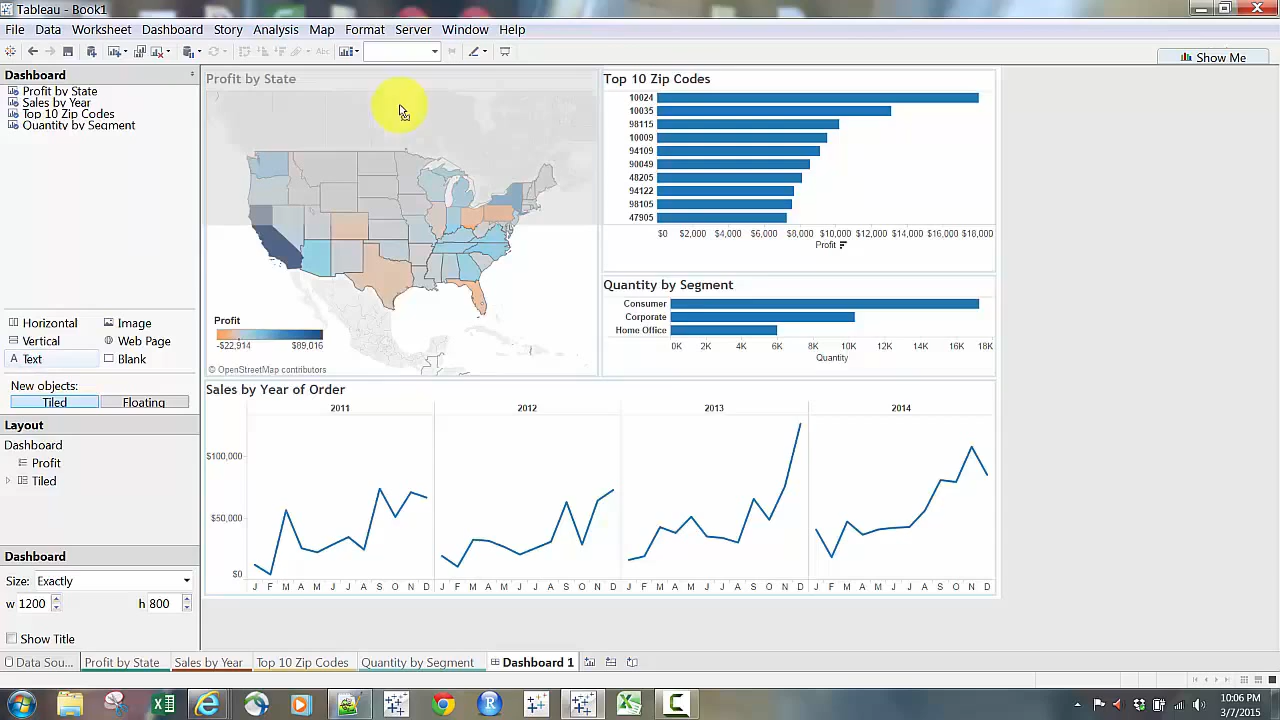 Tableau - Book1
File Data Worksheet Dashboard Story Analysis Map Format Server Window Help
Abc
Show Me
Dashboard
Profit by State
Sales by Year
Top 10 Zip Codes
Quantity by Segment
Horizontal Image
Vertical Web Page
A Text Blank
New objects:
Tiled Floating
Layout
Dashboard
Profit
Tiled
Dashboard
Size: Exactly
w 1200 h 800
Show Title
Profit by State
Profit
-$22,914 $89,016
© OpenStreetMap contributors
Top 10 Zip Codes
10024
10035
98115
10009
94109
90049
48205
94122
98105
47905
$0 $2,000 $4,000 $6,000 $8,000 $10,000 $12,000 $14,000 $16,000 $18,000
Profit
Quantity by Segment
Consumer
Corporate
Home Office
0K 2K 4K 6K 8K 10K 12K 14K 16K 18K
Quantity
Sales by Year of Order
2011 2012 2013 2014
$100,000
$50,000
$0
J F M A M J J A S O N D J F M A M J J A S O N D J F M A M J J A S O N D J F M A M J J A S O N D
Data Sou... Profit by State Sales by Year Top 10 Zip Codes Quantity by Segment Dashboard 1
10:06 PM
3/7/2015